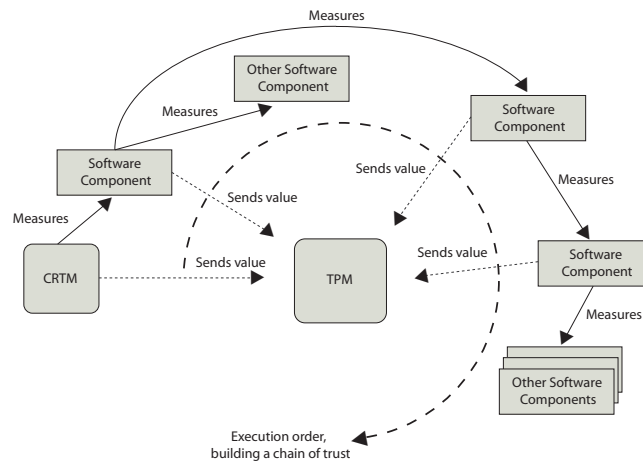 Measures
Other Software
Component
Measures
Software
Component
Software
Component
Sends value
Measures
Sends value
Measures
CRTM
Sends value
TPM
Sends value
Software
Component
Measures
Other Software
Components
Execution order,
building a chain of trust